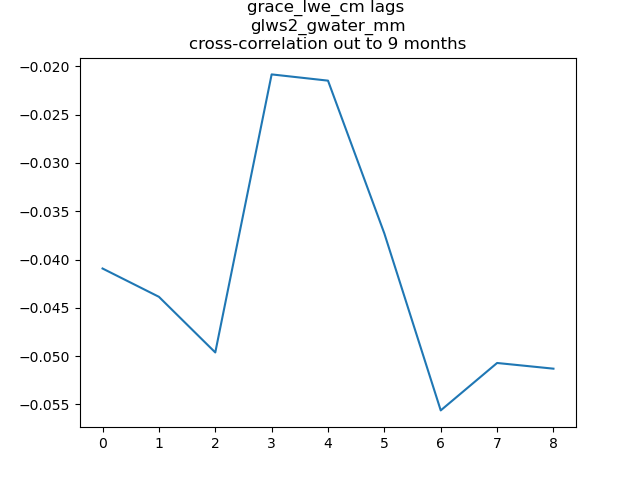 grace_lwe_cm lags
glws2_gwater_mm
cross-correlation out to 9 months
−0.020
−0.025
−0.030
−0.035
−0.040
−0.045
−0.050
−0.055
0 1 2 3 4 5 6 7 8